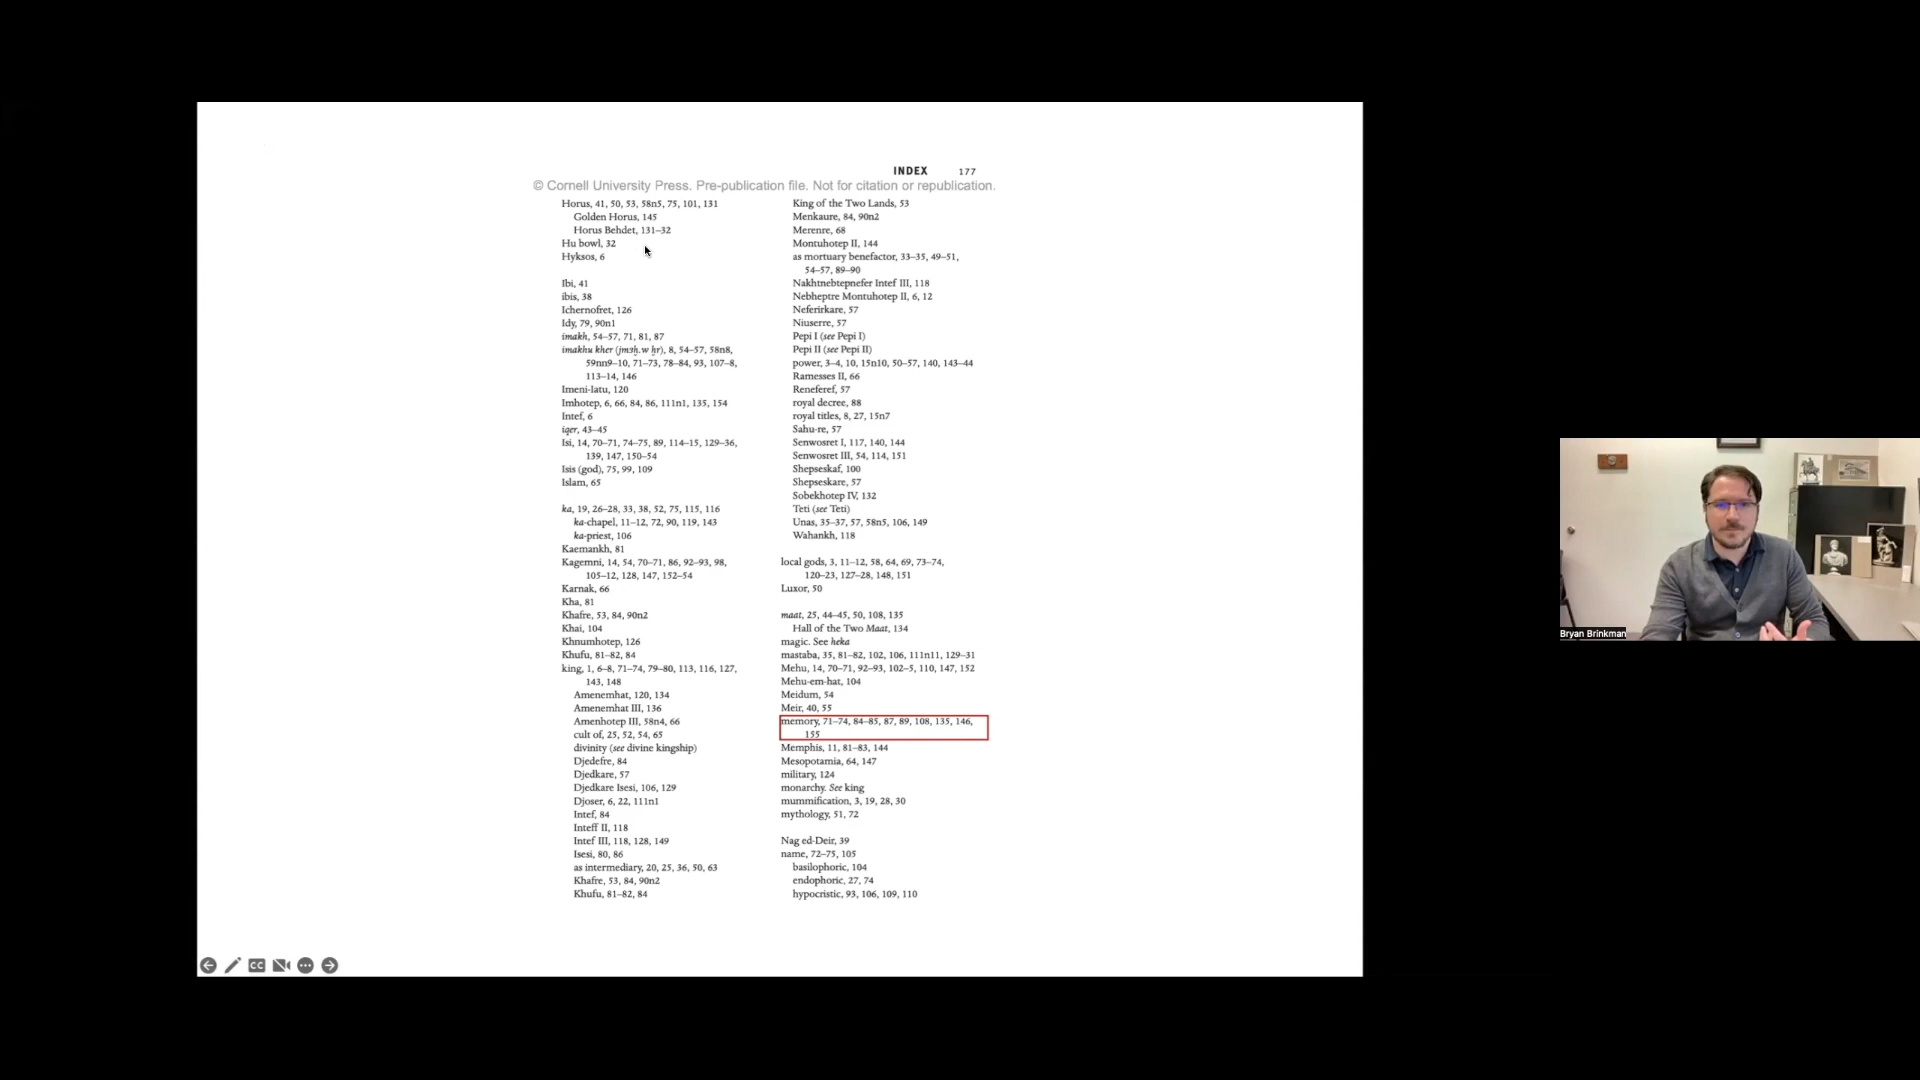 INDEX 177
© Cornell University Press. Pre-publication file. Not for citation or republication.
Horus, 41, 50, 53, 58n5, 75, 101, 131
Golden Horus, 145
Horus Behdet, 131–32
Hu bowl, 32
Hyksos, 6
Ibi, 41
ibis, 38
Ichernofret, 126
Idy, 79, 90n1
imakh, 54–57, 71, 81, 87
imakhu kher (jmꜣḫ.w ḫr), 8, 54–57, 58n8,
59nn9–10, 71–73, 78–84, 93, 107–8,
113–14, 146
Imeni-Iatu, 120
Imhotep, 6, 66, 84, 86, 111n1, 135, 154
Intef, 6
iqer, 43–45
Isi, 14, 70–71, 74–75, 89, 114–15, 129–36,
139, 147, 150–54
Isis (god), 75, 99, 109
Islam, 65
ka, 19, 26–28, 33, 38, 52, 75, 115, 116
ka-chapel, 11–12, 72, 90, 119, 143
ka-priest, 106
Kaemankh, 81
Kagemni, 14, 54, 70–71, 86, 92–93, 98,
105–12, 128, 147, 152–54
Karnak, 66
Kha, 81
Khafre, 53, 84, 90n2
Khai, 104
Khnumhotep, 126
Khufu, 81–82, 84
king, 1, 6–8, 71–74, 79–80, 113, 116, 127,
143, 148
Amenemhat, 120, 134
Amenemhat III, 136
Amenhotep III, 58n4, 66
cult of, 25, 52, 54, 65
divinity (see divine kingship)
Djedefre, 84
Djedkare, 57
Djedkare Isesi, 106, 129
Djoser, 6, 22, 111n1
Intef, 84
Inteff II, 118
Intef III, 118, 128, 149
Isesi, 80, 86
as intermediary, 20, 25, 36, 50, 63
Khafre, 53, 84, 90n2
Khufu, 81–82, 84
King of the Two Lands, 53
Menkaure, 84, 90n2
Merenre, 68
Montuhotep II, 144
as mortuary benefactor, 33–35, 49–51,
54–57, 89–90
Nakhtnebtepnefer Intef III, 118
Nebheptre Montuhotep II, 6, 12
Neferirkare, 57
Niuserre, 57
Pepi I (see Pepi I)
Pepi II (see Pepi II)
power, 3–4, 10, 15n10, 50–57, 140, 143–44
Ramesses II, 66
Reneferef, 57
royal decree, 88
royal titles, 8, 27, 15n7
Sahu-re, 57
Senwosret I, 117, 140, 144
Senwosret III, 54, 114, 151
Shepseskaf, 100
Shepseskare, 57
Sobekhotep IV, 132
Teti (see Teti)
Unas, 35–37, 57, 58n5, 106, 149
Wahankh, 118
local gods, 3, 11–12, 58, 64, 69, 73–74,
120–23, 127–28, 148, 151
Luxor, 50
maat, 25, 44–45, 50, 108, 135
Hall of the Two Maat, 134
magic. See heka
mastaba, 35, 81–82, 102, 106, 111n11, 129–31
Mehu, 14, 70–71, 92–93, 102–5, 110, 147, 152
Mehu-em-hat, 104
Meidum, 54
Meir, 40, 55
memory, 71–74, 84–85, 87, 89, 108, 135, 146,
155
Memphis, 11, 81–83, 144
Mesopotamia, 64, 147
military, 124
monarchy. See king
mummification, 3, 19, 28, 30
mythology, 51, 72
Nag ed-Deir, 39
name, 72–75, 105
basilophoric, 104
endophoric, 27, 74
hypocristic, 93, 106, 109, 110
CC
Bryan Brinkman